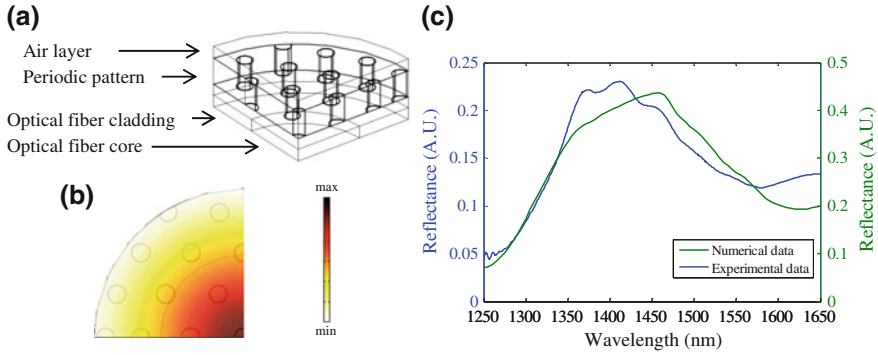 (a)
Air layer
Periodic pattern
Optical fiber cladding
Optical fiber core
(b)
max
min
(c)
Reflectance (A.U.)
0.25
0.2
0.15
0.1
0.05
0
0.5
0.4
0.3
0.2
0.1
0
Reflectance (A.U.)
Numerical data
Experimental data
1250 1300 1350 1400 1450 1500 1550 1600 1650
Wavelength (nm)